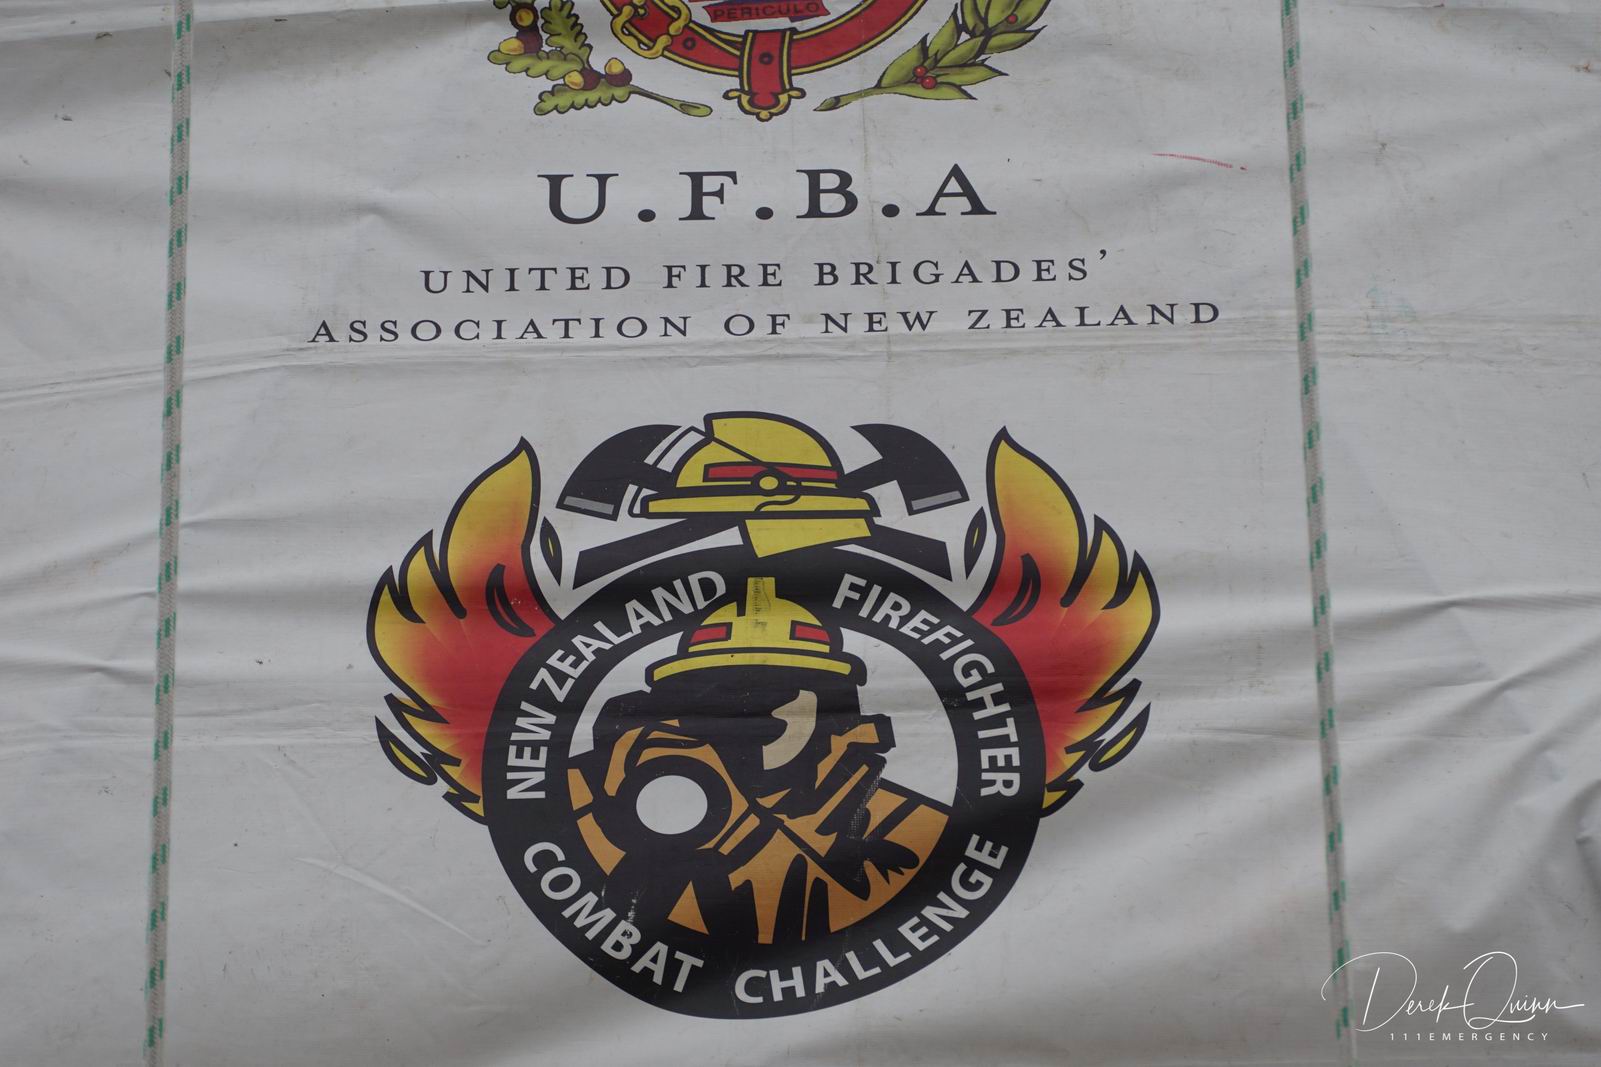 PERICULO
U.F.B.A
UNITED FIRE BRIGADES’
ASSOCIATION OF NEW ZEALAND
NEW ZEALAND FIREFIGHTER
COMBAT CHALLENGE
Derek Quinn
111EMERGENCY